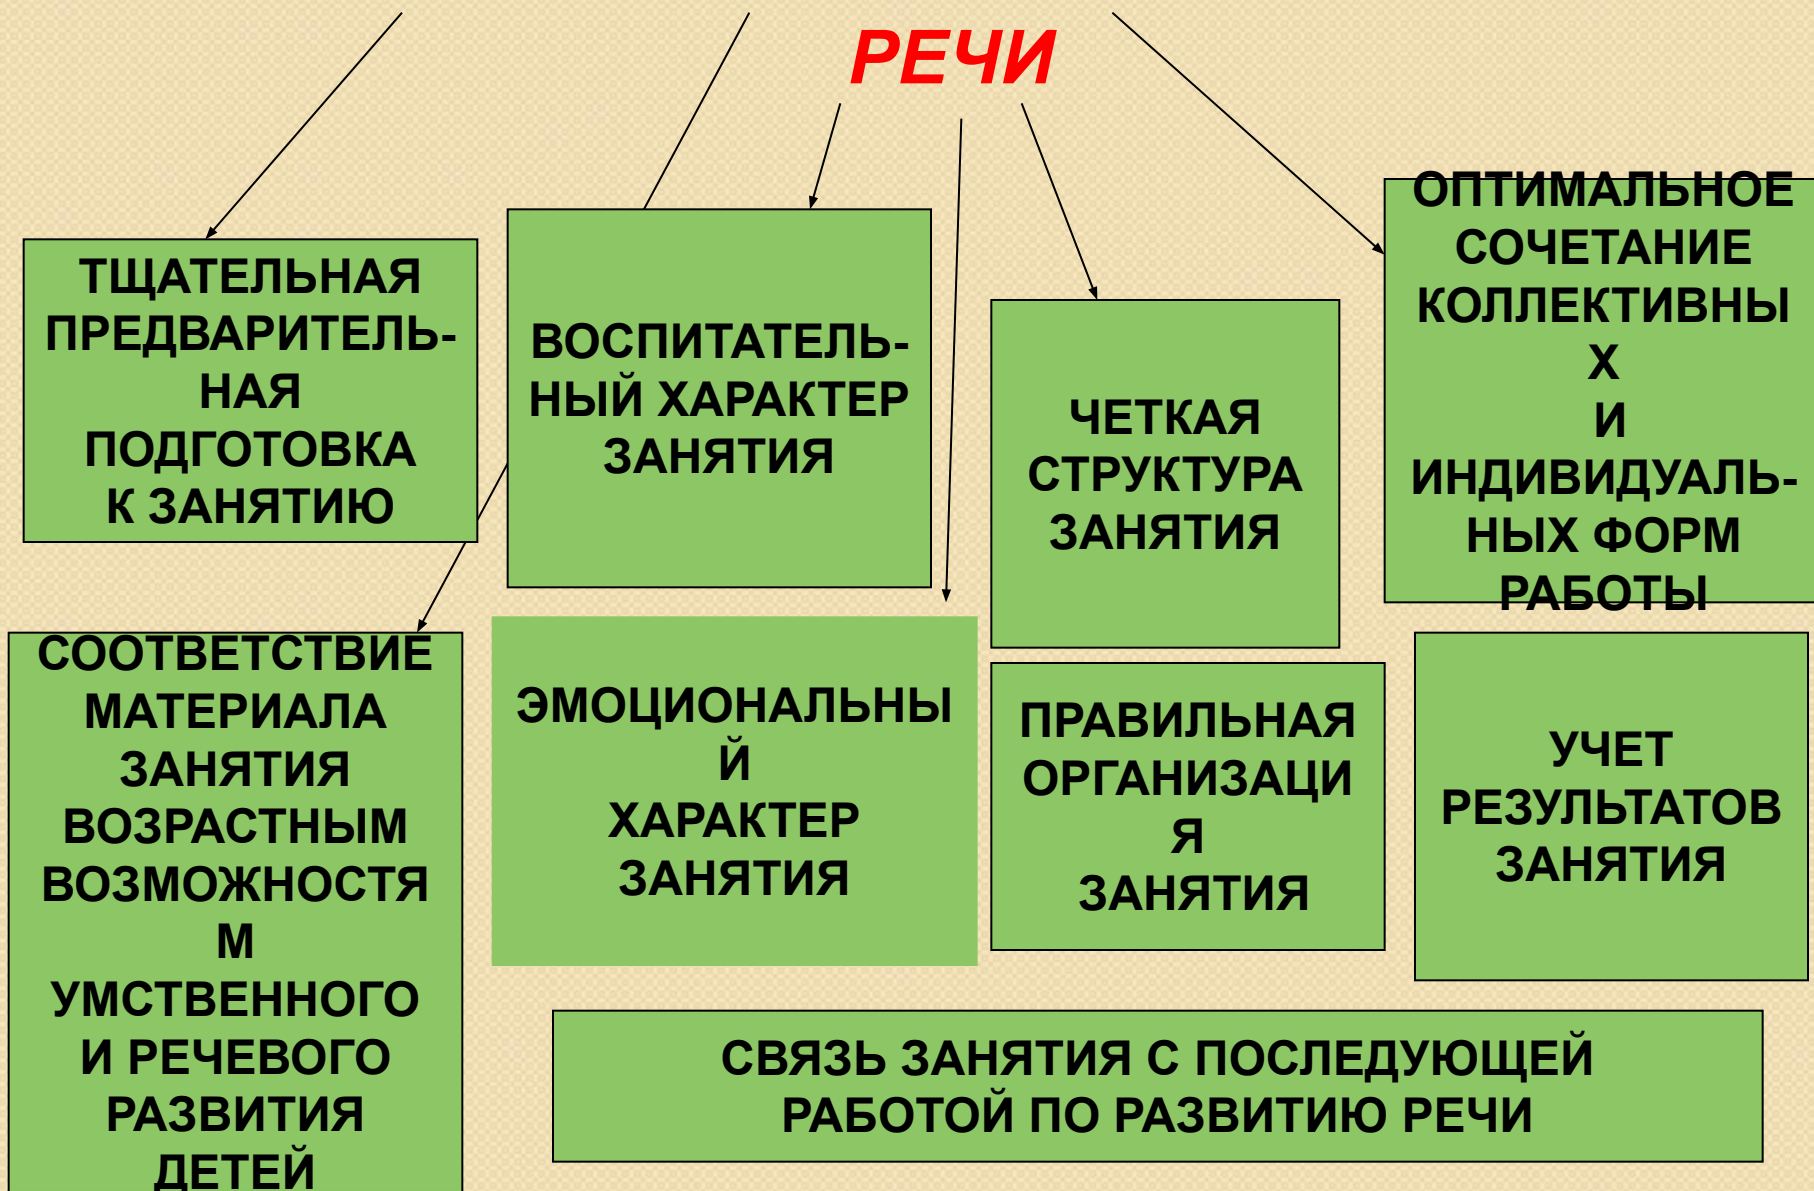 РЕЧИ
ТЩАТЕЛЬНАЯ
ПРЕДВАРИТЕЛЬ-
НАЯ
ПОДГОТОВКА
К ЗАНЯТИЮ
ВОСПИТАТЕЛЬ-
НЫЙ ХАРАКТЕР
ЗАНЯТИЯ
ЧЕТКАЯ
СТРУКТУРА
ЗАНЯТИЯ
ОПТИМАЛЬНОЕ
СОЧЕТАНИЕ
КОЛЛЕКТИВНЫ
Х
И
ИНДИВИДУАЛЬ-
НЫХ ФОРМ
РАБОТЫ
СООТВЕТСТВИЕ
МАТЕРИАЛА
ЗАНЯТИЯ
ВОЗРАСТНЫМ
ВОЗМОЖНОСТЯ
М
УМСТВЕННОГО
И РЕЧЕВОГО
РАЗВИТИЯ
ДЕТЕЙ
ЭМОЦИОНАЛЬНЫ
Й
ХАРАКТЕР
ЗАНЯТИЯ
ПРАВИЛЬНАЯ
ОРГАНИЗАЦИ
Я
ЗАНЯТИЯ
УЧЕТ
РЕЗУЛЬТАТОВ
ЗАНЯТИЯ
СВЯЗЬ ЗАНЯТИЯ С ПОСЛЕДУЮЩЕЙ
РАБОТОЙ ПО РАЗВИТИЮ РЕЧИ